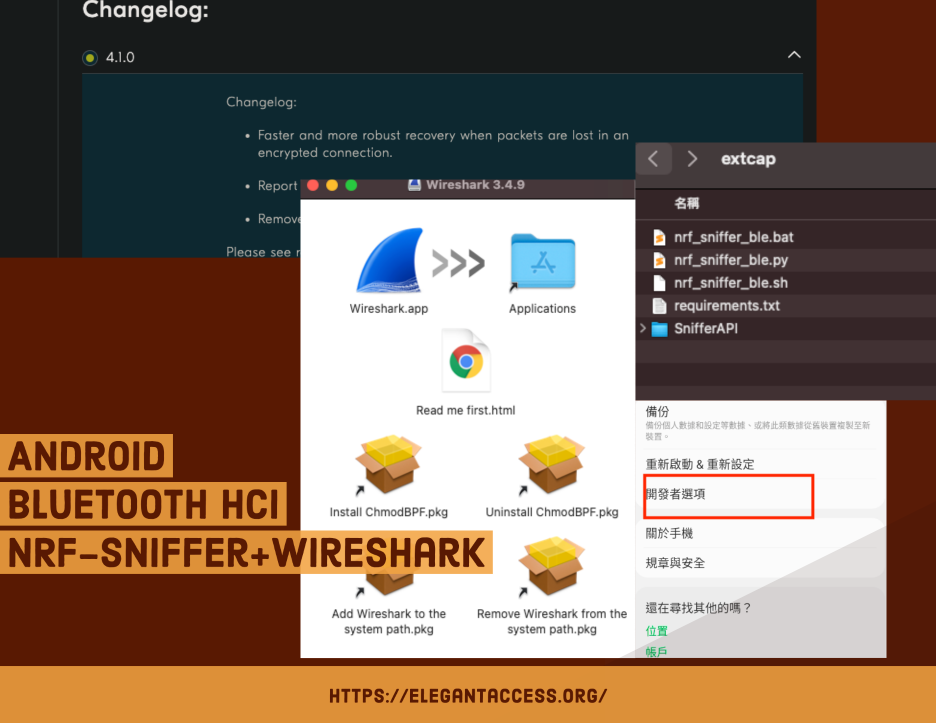 Changelog:
4.1.0
Changelog:
• Faster and more robust recovery when packets are lost in an
encrypted connection.
• Report
• Remove
Please see r
Wireshark 3.4.9
Wireshark.app
Applications
Read me first.html
Install ChmodBPF.pkg
Uninstall ChmodBPF.pkg
Add Wireshark to the
system path.pkg
Remove Wireshark from the
system path.pkg
extcap
名稱
nrf_sniffer_ble.bat
nrf_sniffer_ble.py
nrf_sniffer_ble.sh
requirements.txt
SnifferAPI
備份
備份個人數據和設定等數據、或將此類數據從舊裝置複製至新
裝置。
重新啟動 & 重新設定
開發者選項
關於手機
規章與安全
還在尋找其他的嗎？
位置
帳戶
ANDROID
BLUETOOTH HCI
NRF-SNIFFER+WIRESHARK
HTTPS://ELEGANTACCESS.ORG/